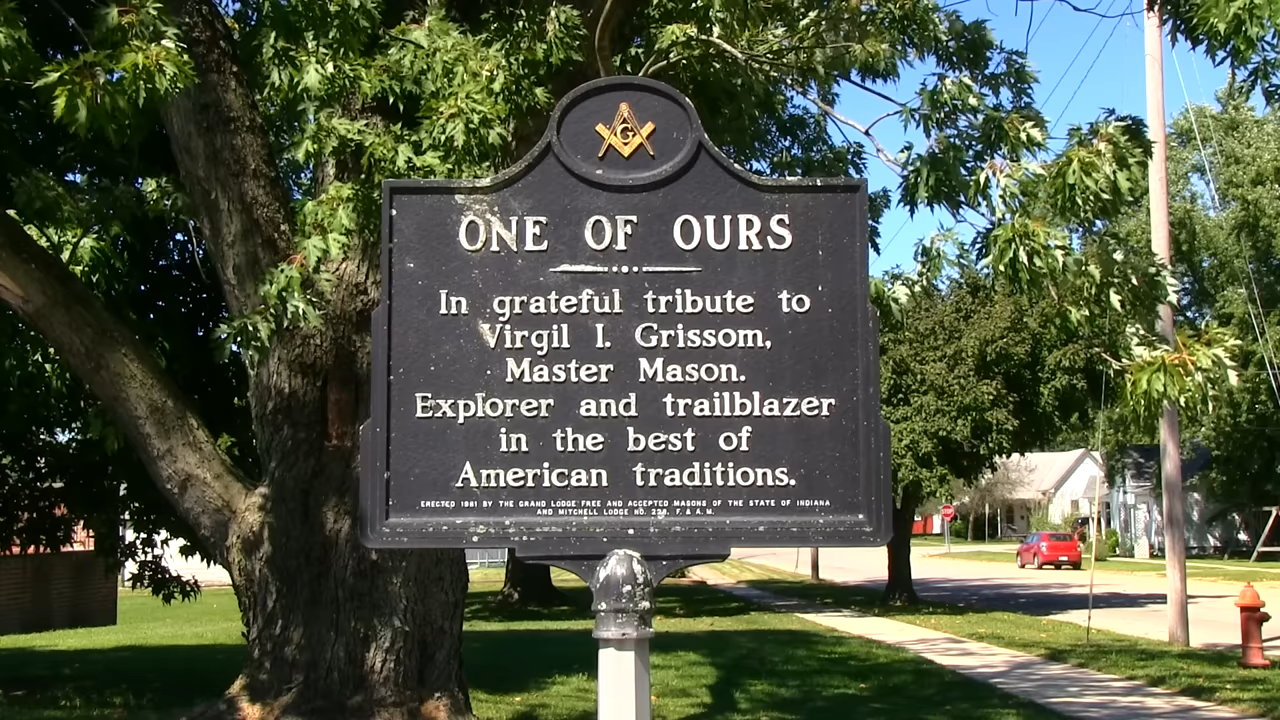 G
ONE OF OURS
In grateful tribute to
Virgil I. Grissom,
Master Mason.
Explorer and trailblazer
in the best of
American traditions.
ERECTED 1981 BY THE GRAND LODGE FREE AND ACCEPTED MASONS OF THE STATE OF INDIANA
AND MITCHELL LODGE NO. 228, F. & A. M.
STOP